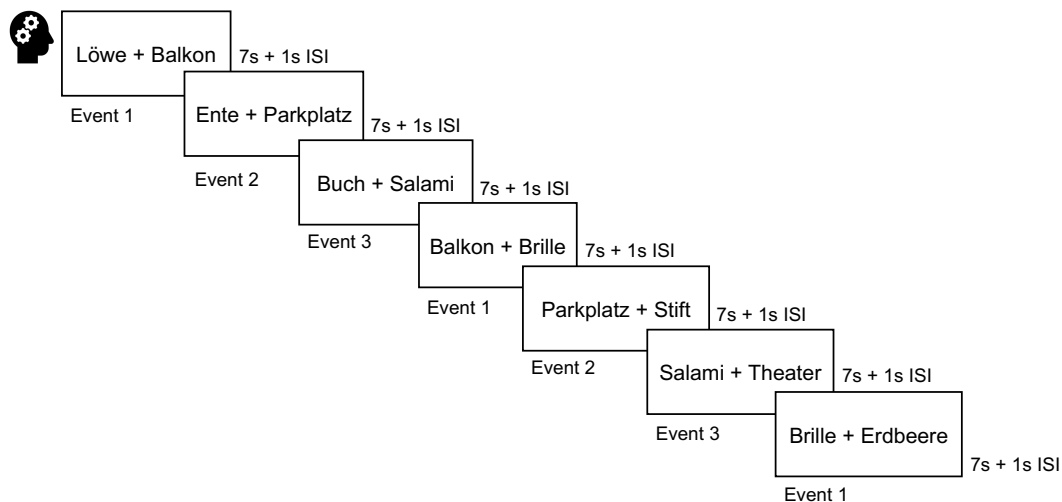 Löwe + Balkon
7s + 1s ISI
Event 1
Ente + Parkplatz
7s + 1s ISI
Event 2
Buch + Salami
7s + 1s ISI
Event 3
Balkon + Brille
7s + 1s ISI
Event 1
Parkplatz + Stift
7s + 1s ISI
Event 2
Salami + Theater
7s + 1s ISI
Event 3
Brille + Erdbeere
7s + 1s ISI
Event 1